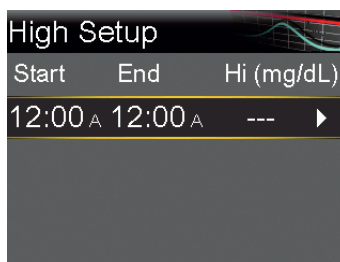 High Setup
Start End Hi (mg/dL)
12:00 A 12:00 A ---